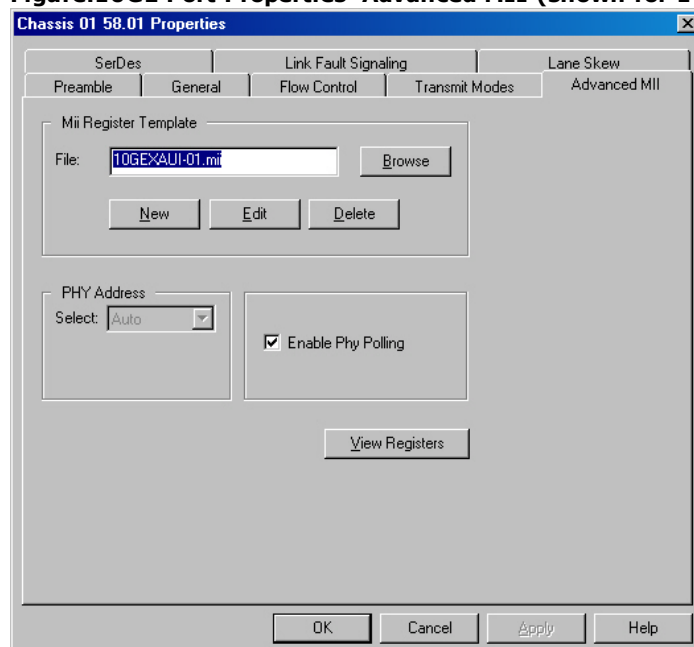 Chassis 01 58.01 Properties
SerDes Link Fault Signaling Lane Skew
Preamble General Flow Control Transmit Modes Advanced MII
Mii Register Template
File: 10GEXAUI-01.mii Browse
New Edit Delete
PHY Address
Select: Auto
Enable Phy Polling
View Registers
OK Cancel Apply Help